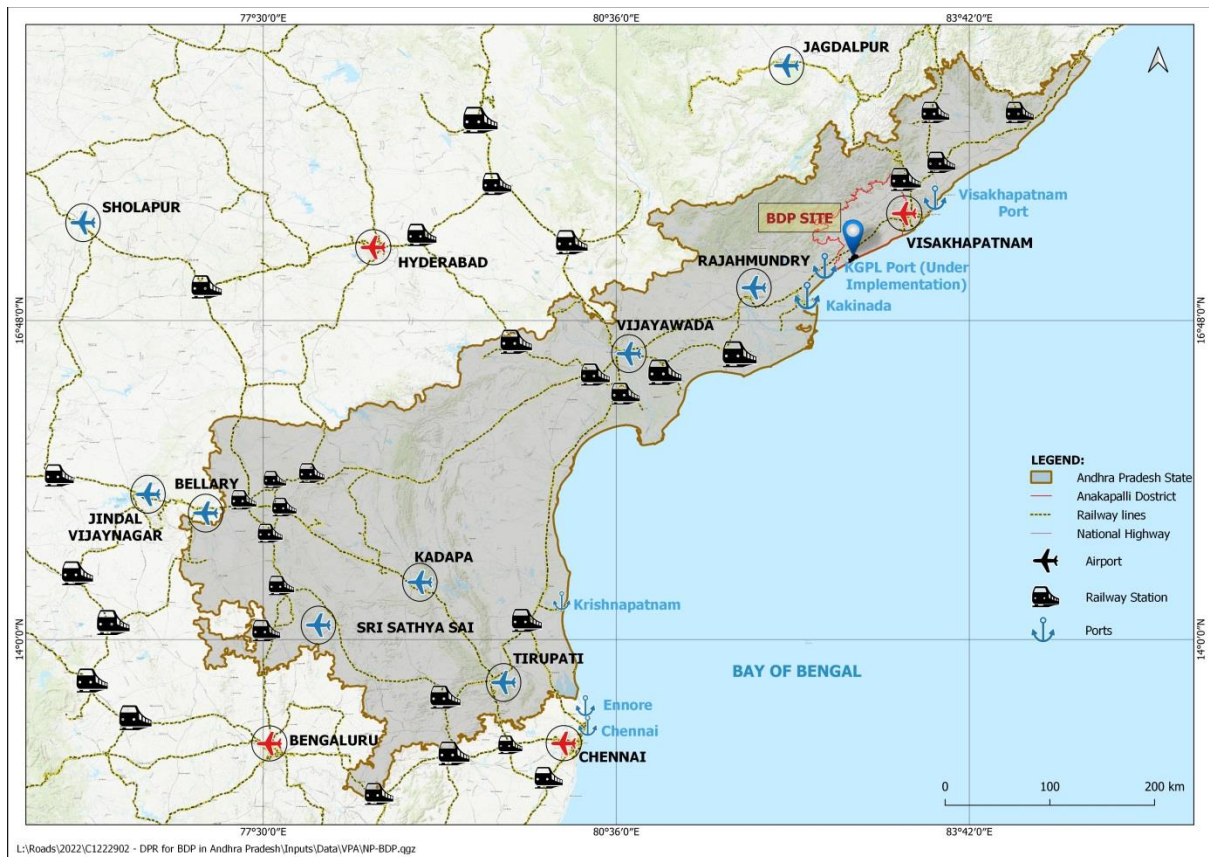 77°30'0"E
80°36'0"E
83°42'0"E
JAGDALPUR
SHOLAPUR
HYDERABAD
BDP SITE
Visakhapatnam
Port
VISAKHAPATNAM
RAJAHMUNDRY
KGPL Port (Under
Implementation)
Kakinada
16°48'0"N
16°48'0"N
VIJAYAWADA
BELLARY
JINDAL
VIJAYNAGAR
KADAPA
Krishnapatnam
SRI SATHYA SAI
14°0'0"N
14°0'0"N
TIRUPATI
BAY OF BENGAL
Ennore
Chennai
BENGALURU
CHENNAI
LEGEND:
Andhra Pradesh State
Anakapalli Dostrict
Railway lines
National Highway
Airport
Railway Station
Ports
0 100 200 km
77°30'0"E
80°36'0"E
83°42'0"E
L:\Roads\2022\C1222902 - DPR for BDP in Andhra Pradesh\Inputs\Data\VPA\NP-BDP.qgz